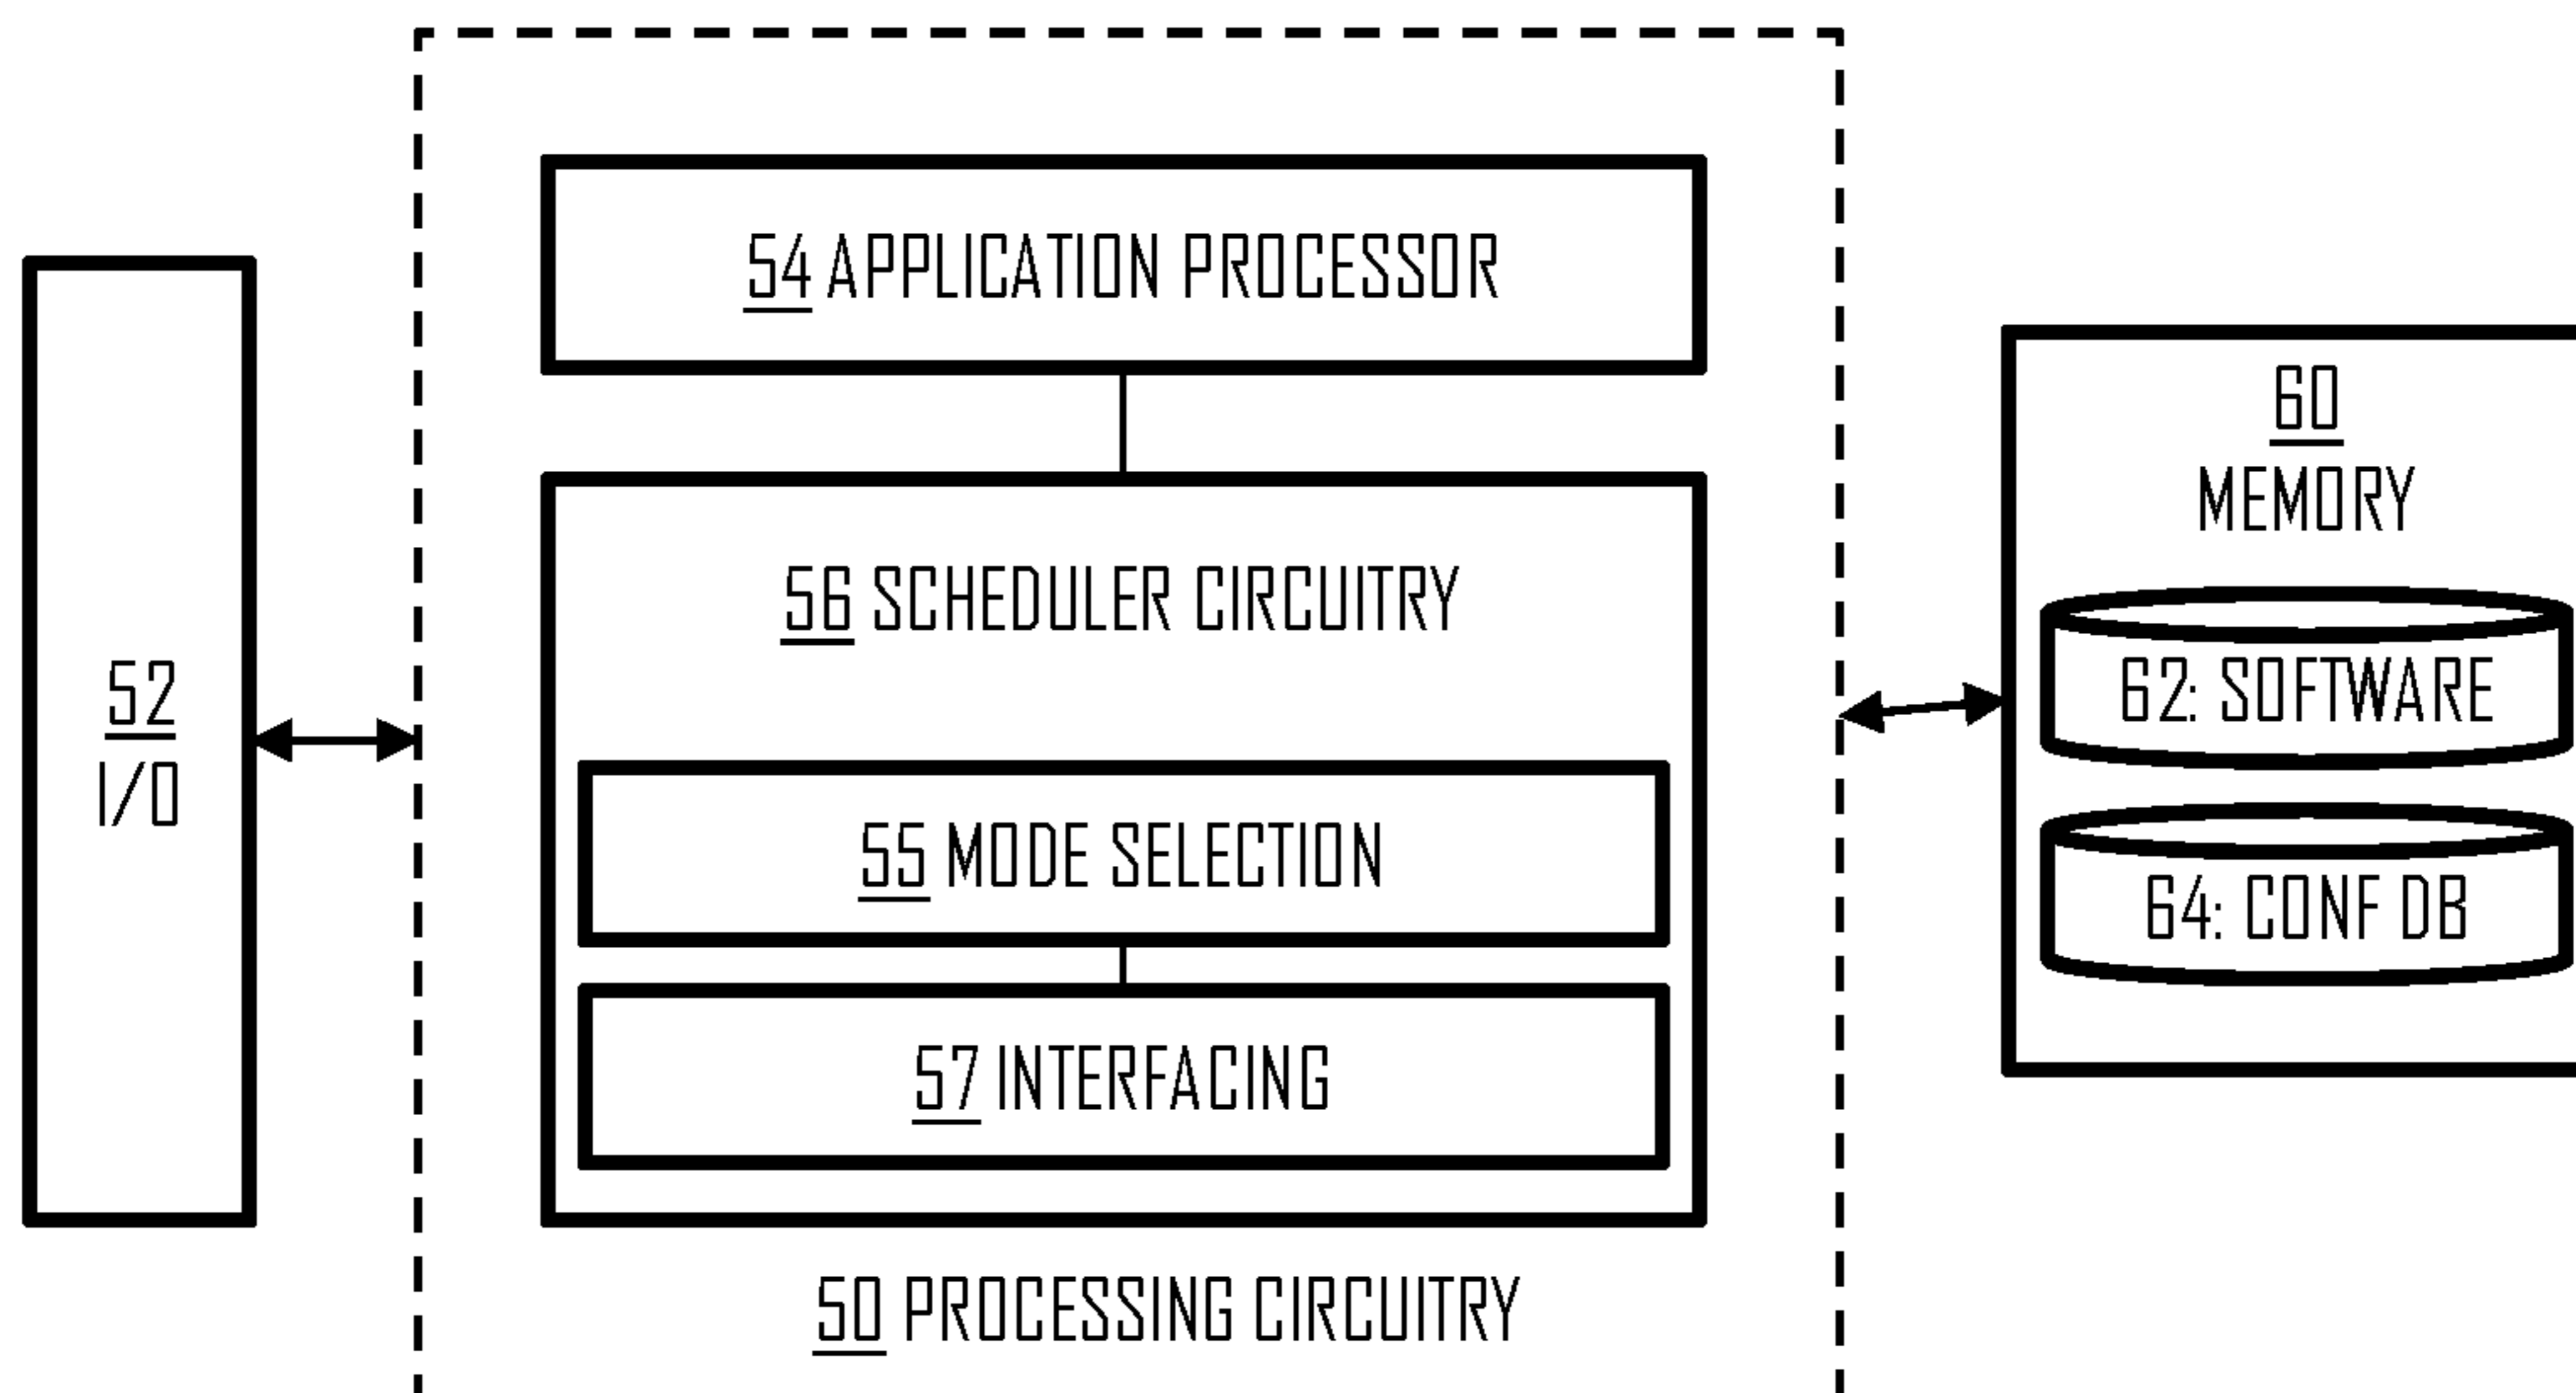 54 APPLICATION PROCESSOR
56 SCHEDULER CIRCUITRY
55 MODE SELECTION
57 INTERFACING
50 PROCESSING CIRCUITRY
52
I/O
60
MEMORY
62: SOFTWARE
64: CONF DB